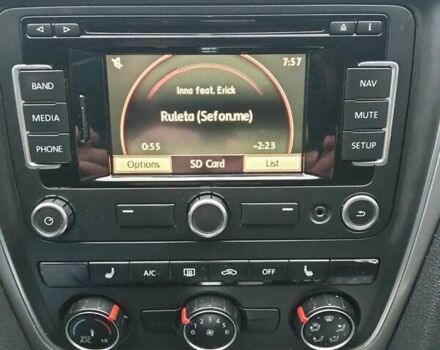 7:57
BAND
NAV
Inna feat. Erick
MEDIA
Ruleta (Sefon.me)
MUTE
PHONE
0:55
-2:23
SETUP
Options
SD Card
List
A/C
OFF